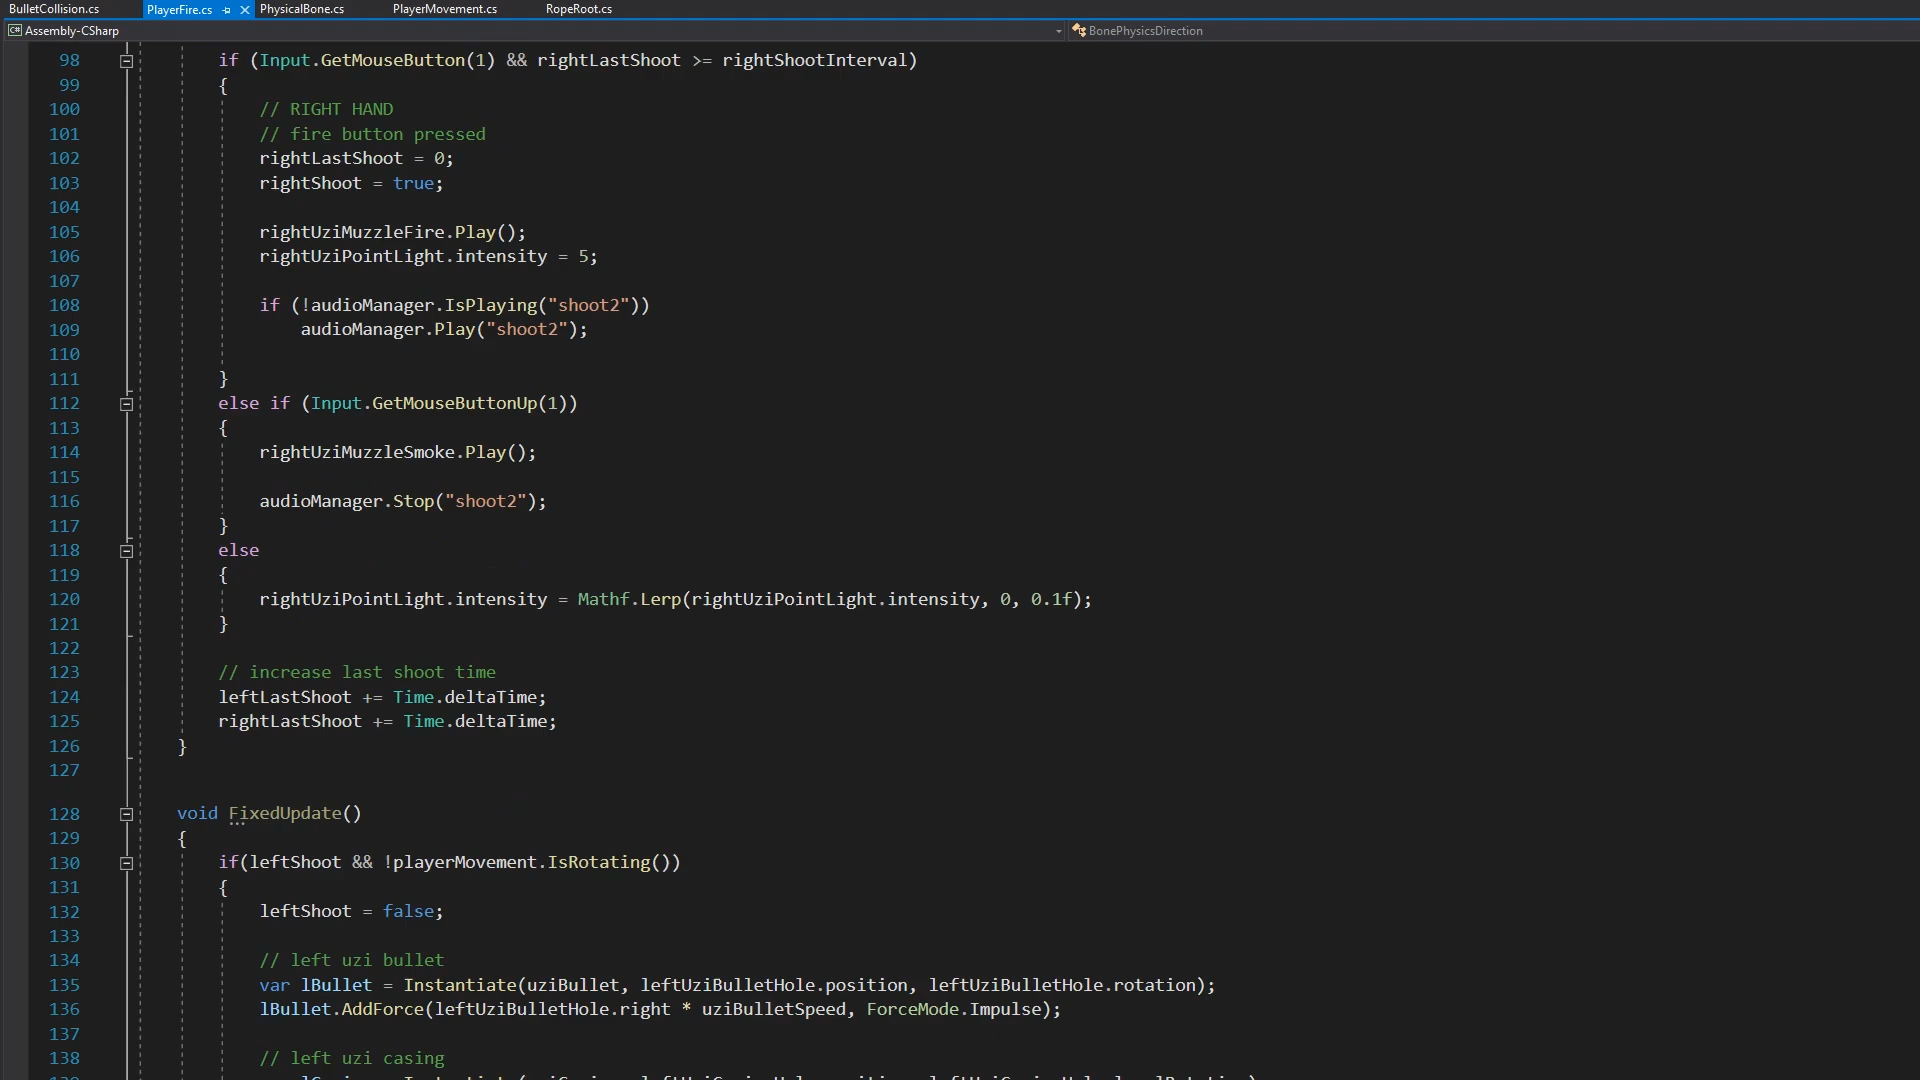 BulletCollision.cs PlayerFire.cs PhysicalBone.cs PlayerMovement.cs RopeRoot.cs
C# Assembly-CSharp BonePhysicsDirection
98 if (Input.GetMouseButton(1) && rightLastShoot >= rightShootInterval)
99 {
100 // RIGHT HAND
101 // fire button pressed
102 rightLastShoot = 0;
103 rightShoot = true;
104
105 rightUziMuzzleFire.Play();
106 rightUziPointLight.intensity = 5;
107
108 if (!audioManager.IsPlaying("shoot2"))
109 audioManager.Play("shoot2");
110
111 }
112 else if (Input.GetMouseButtonUp(1))
113 {
114 rightUziMuzzleSmoke.Play();
115
116 audioManager.Stop("shoot2");
117 }
118 else
119 {
120 rightUziPointLight.intensity = Mathf.Lerp(rightUziPointLight.intensity, 0, 0.1f);
121 }
122
123 // increase last shoot time
124 leftLastShoot += Time.deltaTime;
125 rightLastShoot += Time.deltaTime;
126 }
127
128 void FixedUpdate()
129 {
130 if(leftShoot && !playerMovement.IsRotating())
131 {
132 leftShoot = false;
133
134 // left uzi bullet
135 var lBullet = Instantiate(uziBullet, leftUziBulletHole.position, leftUziBulletHole.rotation);
136 lBullet.AddForce(leftUziBulletHole.right * uziBulletSpeed, ForceMode.Impulse);
137
138 // left uzi casing